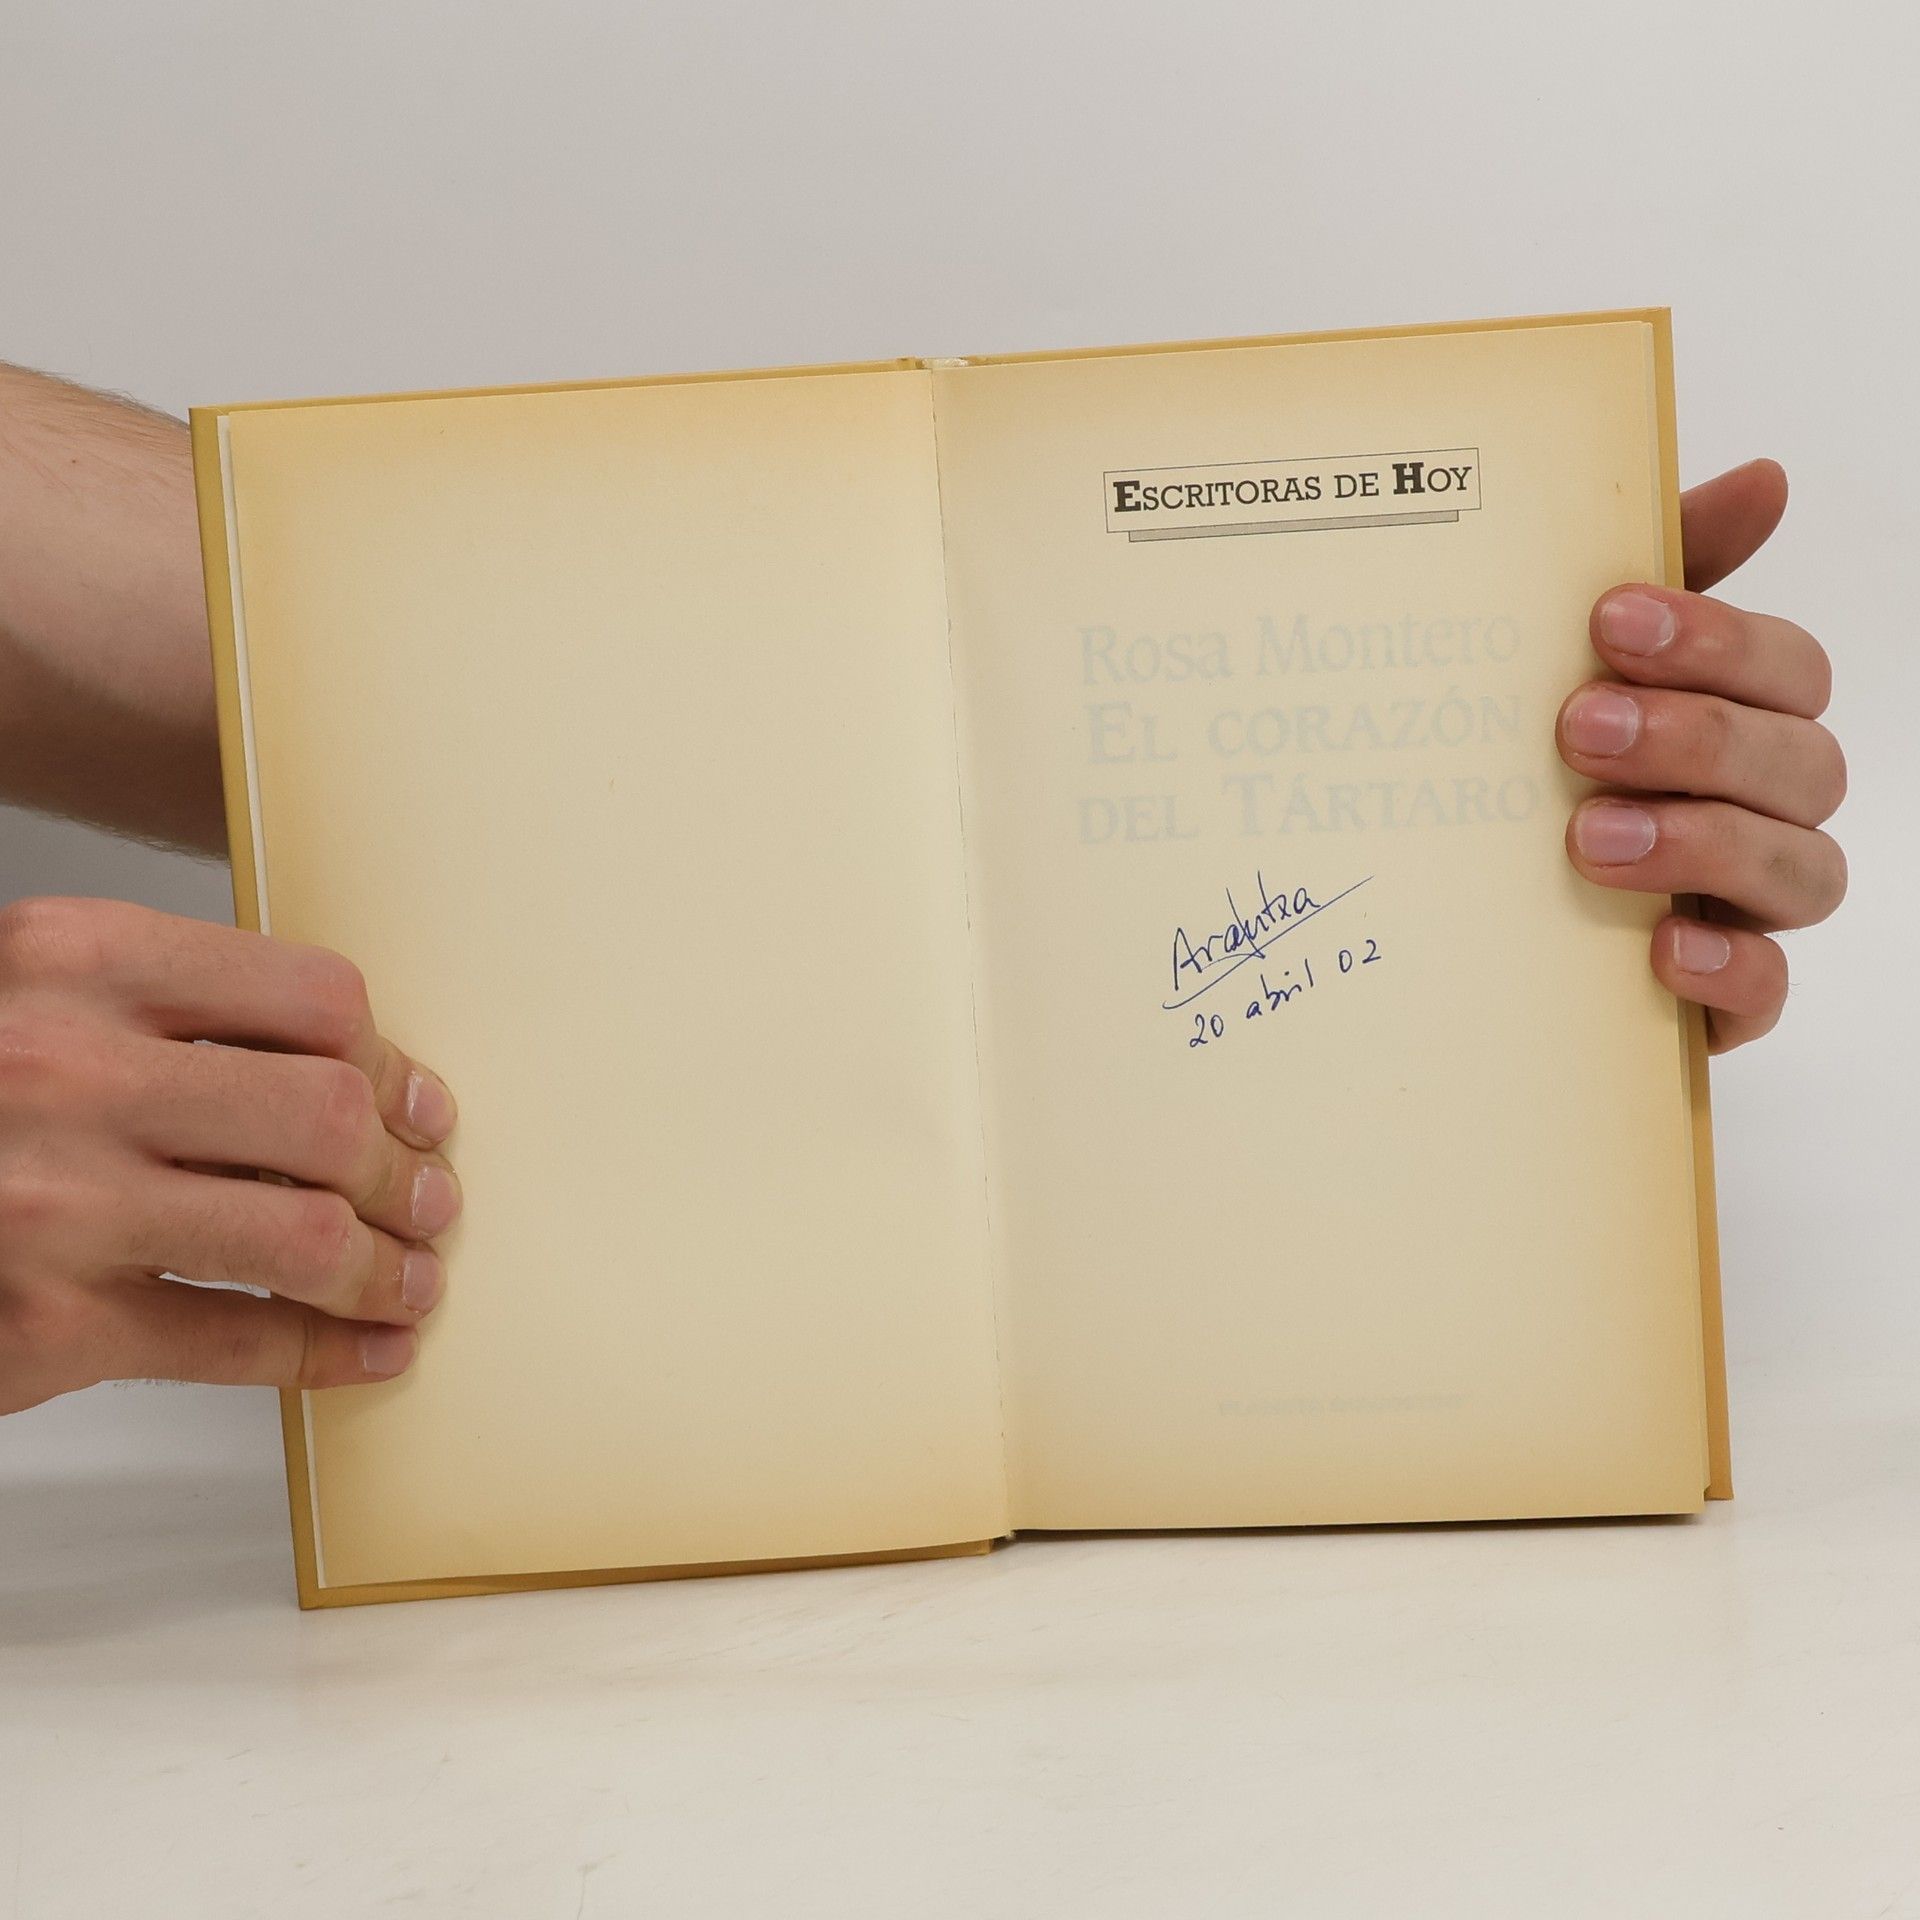 ESCRITORAS DE HOY
Rosa Montero
EL CORAZÓN
DEL TÁRTARO
Arantxa
20 abril 02